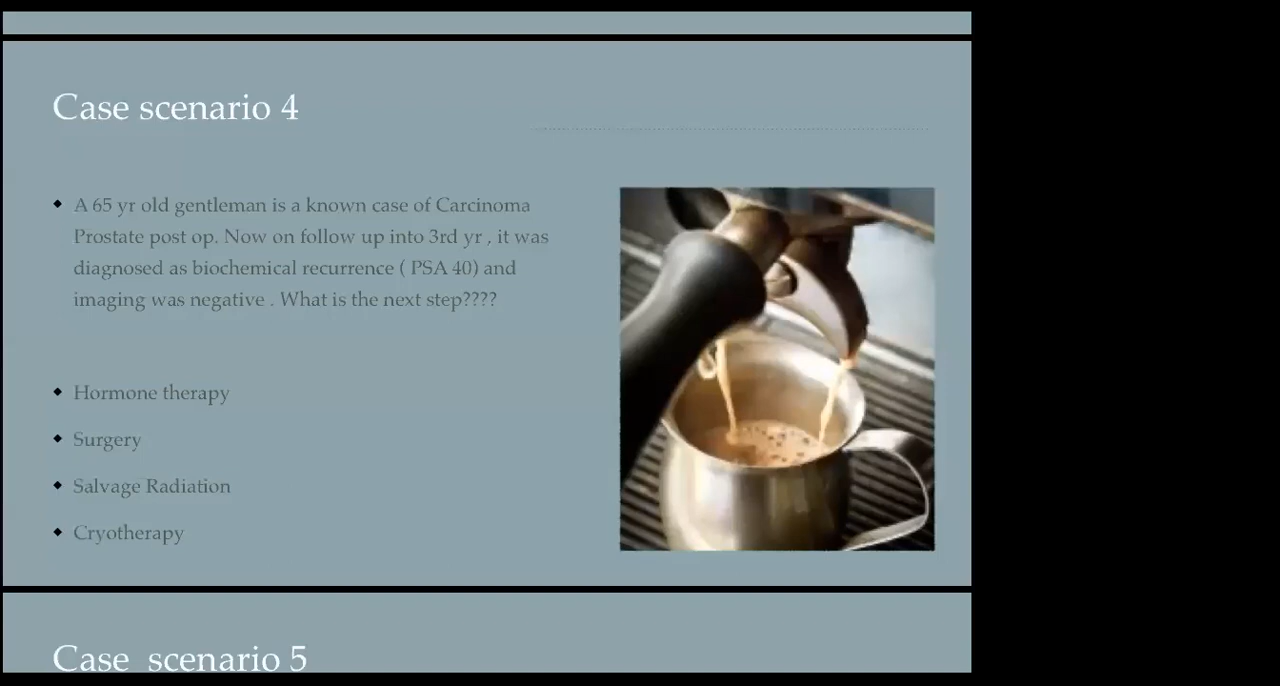 Case scenario 4
A 65 yr old gentleman is a known case of Carcinoma
Prostate post op. Now on follow up into 3rd yr , it was
diagnosed as biochemical recurrence ( PSA 40) and
imaging was negative . What is the next step????
Hormone therapy
Surgery
Salvage Radiation
Cryotherapy
Case scenario 5